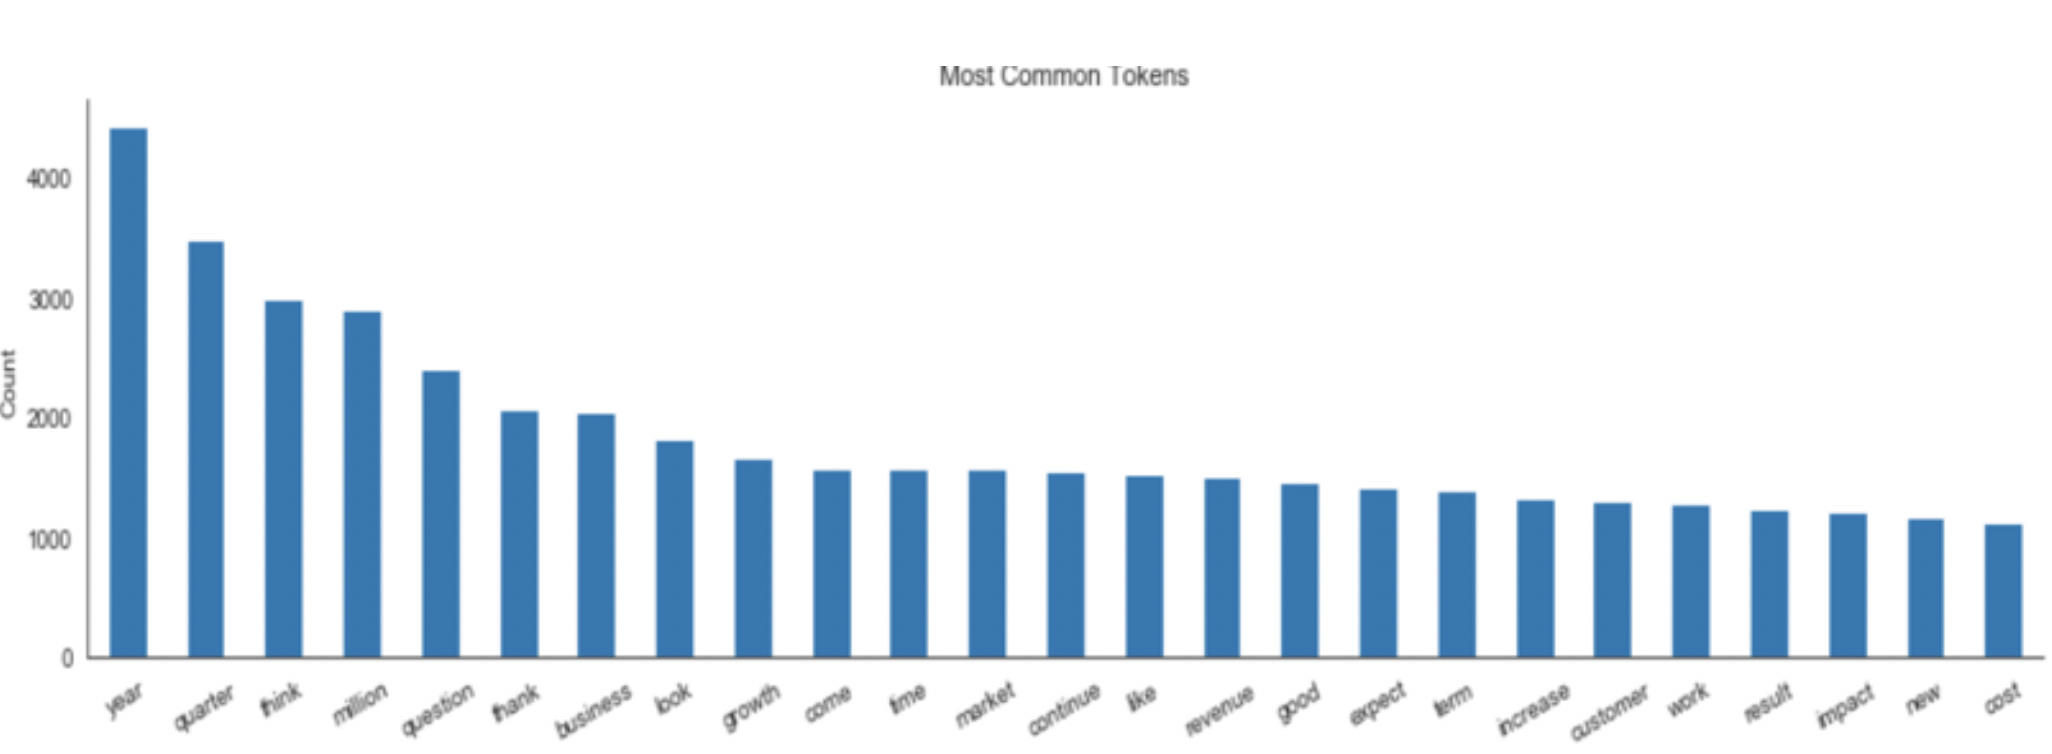 Most Common Tokens
Count
4000
3000
2000
1000
0
year quarter think million question thank business look growth come time market continue like revenue good expect term increase customer work result impact new cost